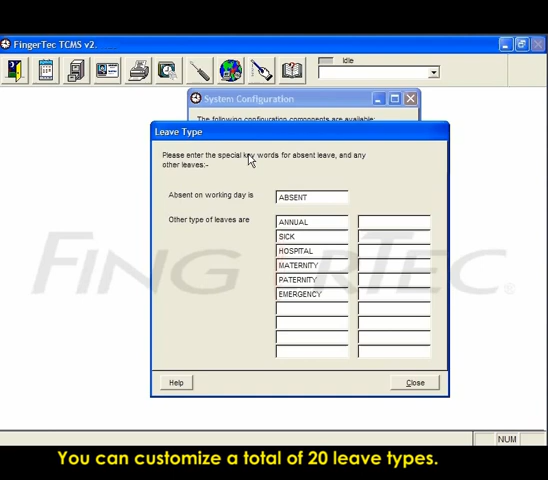 FingerTec TCMS v2.
Idle
System Configuration
The following configuration components are available:
Leave Type
Please enter the special key words for absent leave, and any
other leaves:-
Absent on working day is
ABSENT
Other type of leaves are
ANNUAL
SICK
HOSPITAL
MATERNITY
PATERNITY
EMERGENCY
FINGERTEC
Help
Close
NUM
You can customize a total of 20 leave types.